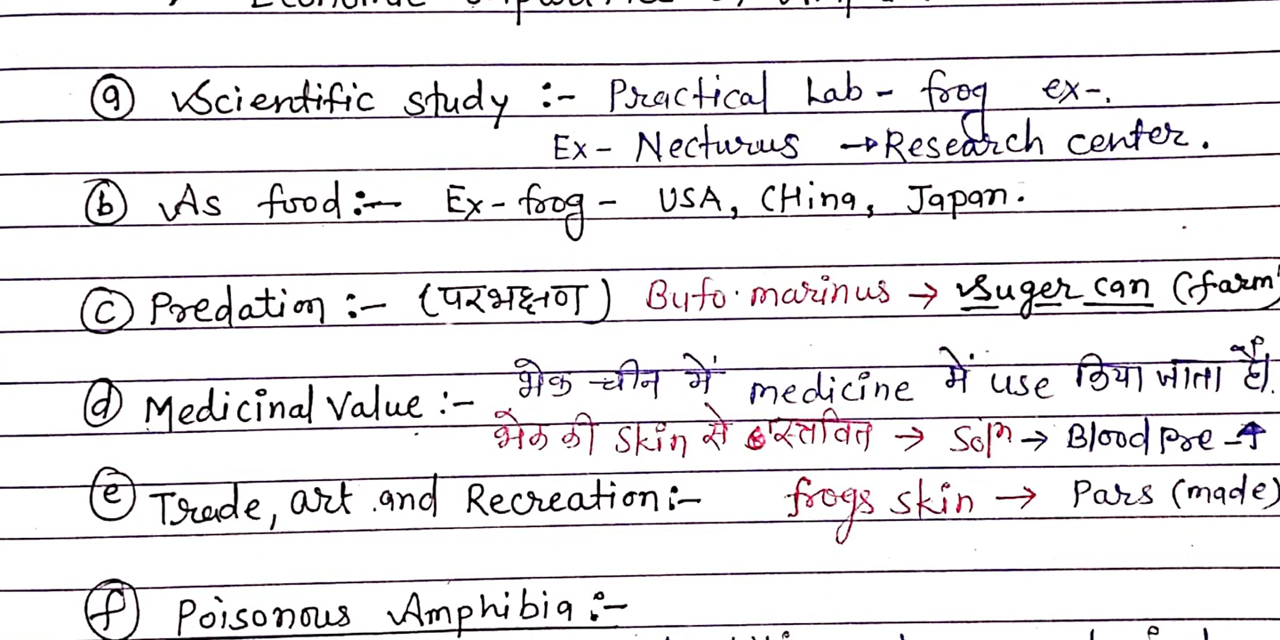 ⓐ Scientific study :- Practical Lab - frog ex-.
Ex - Necturus → Research center.
ⓑ As food :- Ex - frog - USA, CHina, Japan.
ⓒ Predation :- (परभक्षण) Bufo marinus → Suger can (farm)
ⓓ Medicinal Value :- भेक चीन में medicine में use किया जाता है।
भेक की skin से स्तवित → Solⁿ → Blood pre - ↑
ⓔ Trade, art and Recreation :- frogs skin → Pars (made)
ⓕ Poisonous Amphibia :-